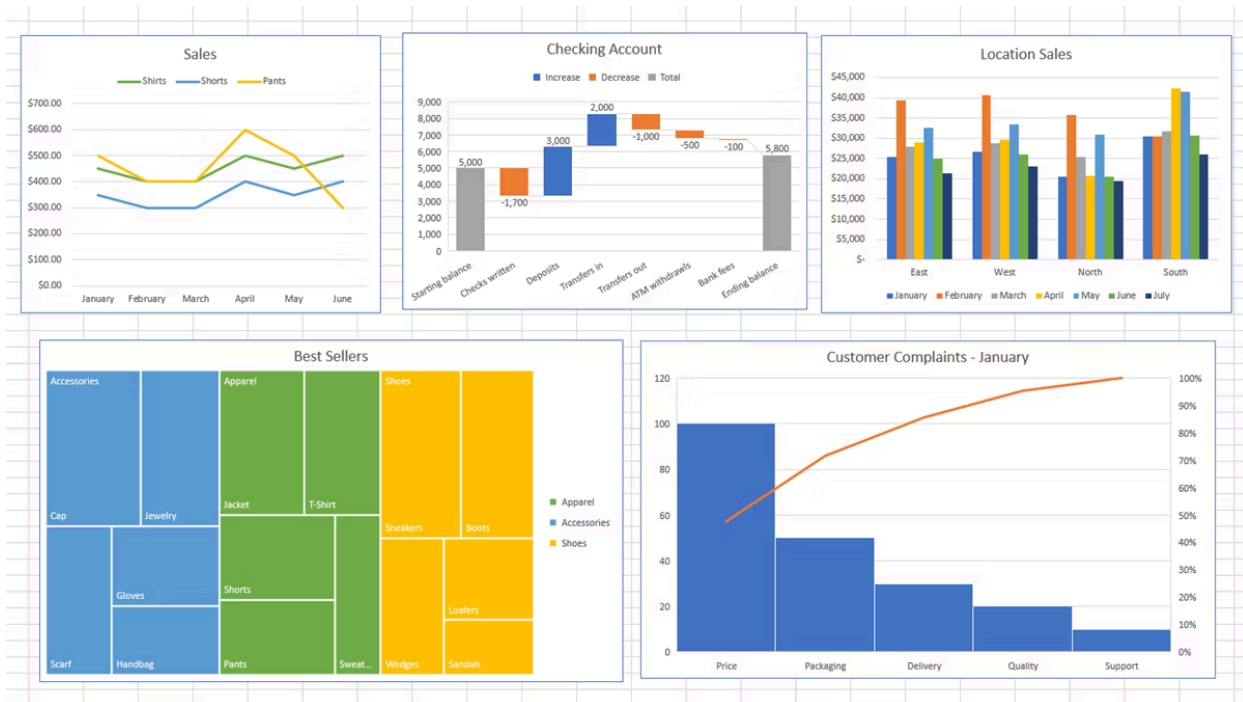 Sales
Shirts Shorts Pants
$700.00
$600.00
$500.00
$400.00
$300.00
$200.00
$100.00
$0.00
January February March April May June
Checking Account
Increase Decrease Total
9,000
8,000
7,000
6,000
5,000
4,000
3,000
2,000
1,000
0
5,000
-1,700
3,000
2,000
-1,000
-500
-100
5,800
Starting balance
Checks written
Deposits
Transfers in
Transfers out
ATM withdrawls
Bank fees
Ending balance
Location Sales
$45,000
$40,000
$35,000
$30,000
$25,000
$20,000
$15,000
$10,000
$5,000
$-
East West North South
January February March April May June July
Best Sellers
Accessories
Cap
Jewelry
Scarf
Gloves
Handbag
Apparel
Jacket
T-Shirt
Shorts
Pants
Sweat...
Shoes
Sneakers
Boots
Wedges
Loafers
Sandals
Apparel
Accessories
Shoes
Customer Complaints - January
120
100
80
60
40
20
0
100%
90%
80%
70%
60%
50%
40%
30%
20%
10%
0%
Price Packaging Delivery Quality Support